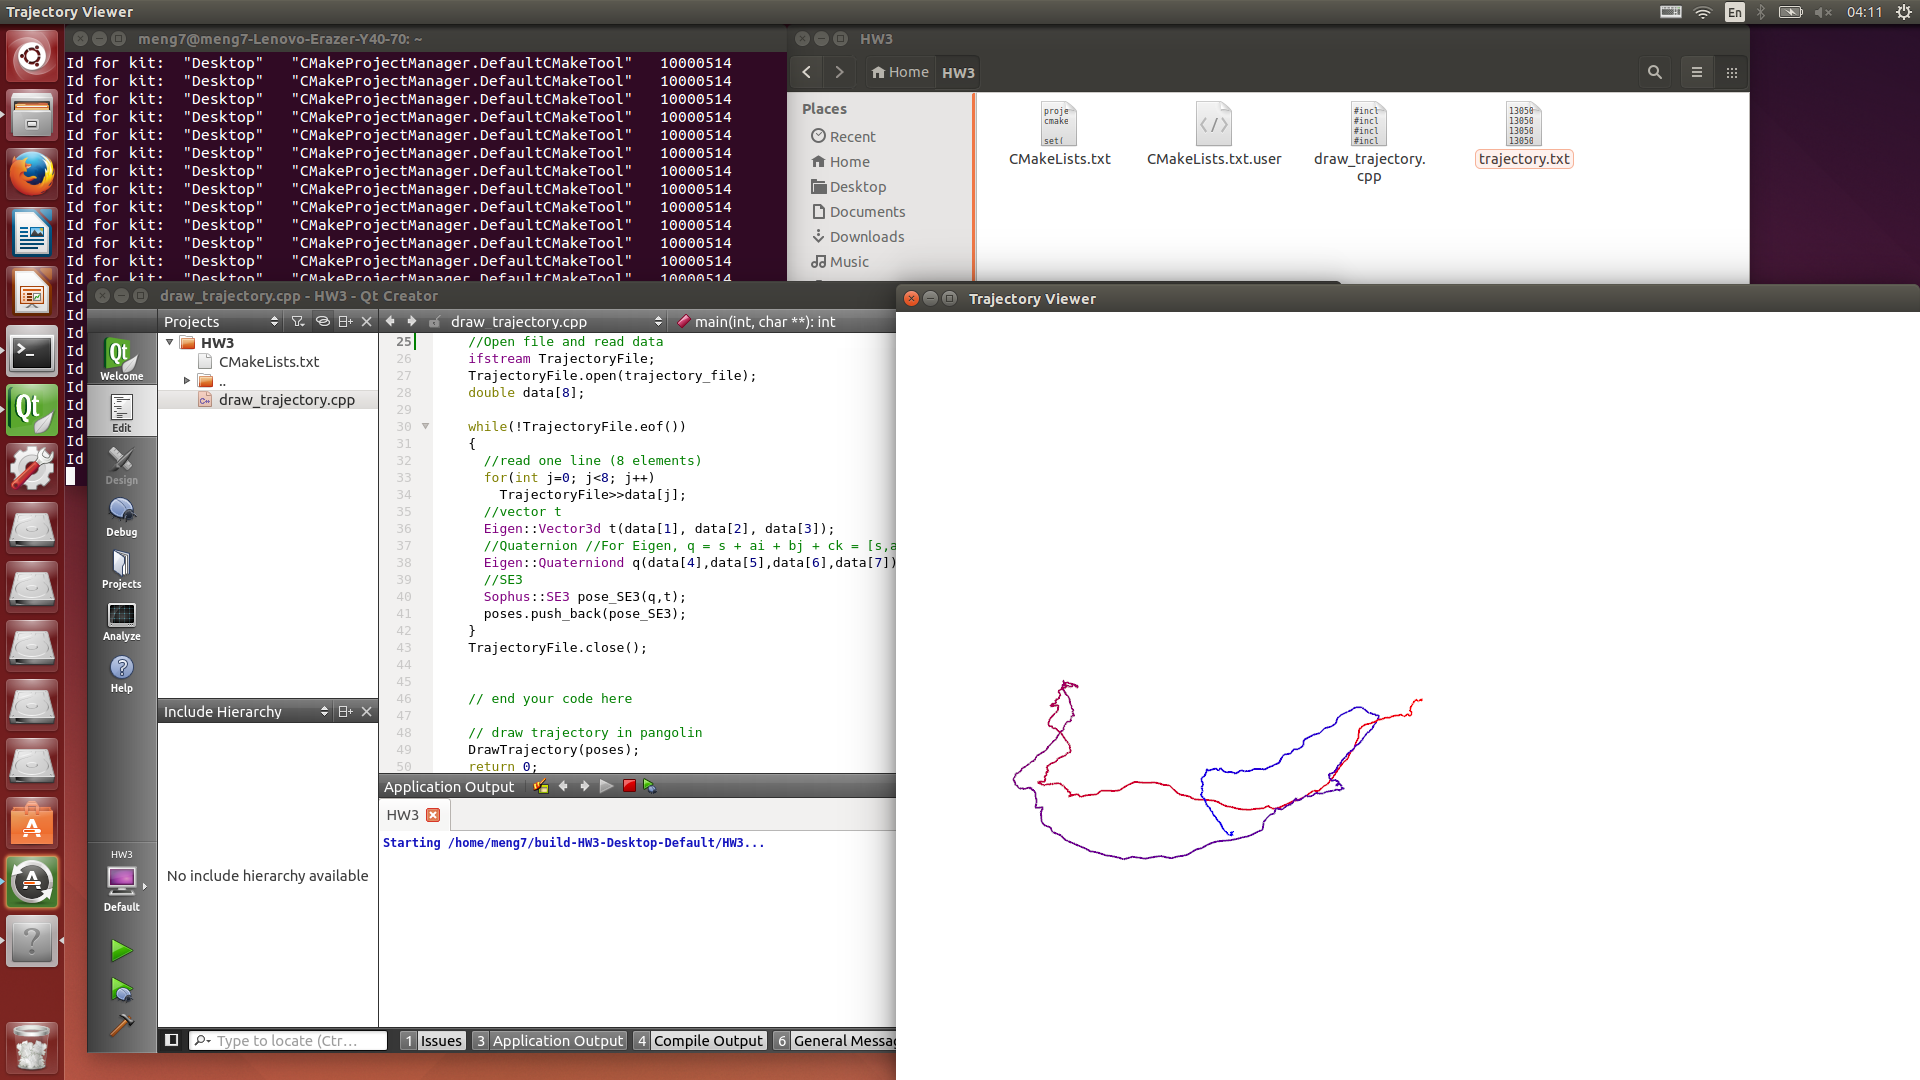 Trajectory Viewer
En
04:11
meng7@meng7-Lenovo-Erazer-Y40-70: ~
Id for kit:  "Desktop"   "CMakeProjectManager.DefaultCMakeTool"   10000514
Id for kit:  "Desktop"   "CMakeProjectManager.DefaultCMakeTool"   10000514
Id for kit:  "Desktop"   "CMakeProjectManager.DefaultCMakeTool"   10000514
Id for kit:  "Desktop"   "CMakeProjectManager.DefaultCMakeTool"   10000514
Id for kit:  "Desktop"   "CMakeProjectManager.DefaultCMakeTool"   10000514
Id for kit:  "Desktop"   "CMakeProjectManager.DefaultCMakeTool"   10000514
Id for kit:  "Desktop"   "CMakeProjectManager.DefaultCMakeTool"   10000514
Id for kit:  "Desktop"   "CMakeProjectManager.DefaultCMakeTool"   10000514
Id for kit:  "Desktop"   "CMakeProjectManager.DefaultCMakeTool"   10000514
Id for kit:  "Desktop"   "CMakeProjectManager.DefaultCMakeTool"   10000514
Id for kit:  "Desktop"   "CMakeProjectManager.DefaultCMakeTool"   10000514
Id for kit:  "Desktop"   "CMakeProjectManager.DefaultCMakeTool"   10000514
Id for kit:  "Desktop"   "CMakeProjectManager.DefaultCMakeTool"   10000514
Id
Id
Id
Id
Id
Id
Id
Id
Id
Id
HW3
Home
HW3
Places
Recent
Home
Desktop
Documents
Downloads
Music
proje
cmake
set(
CMakeLists.txt
</>
CMakeLists.txt.user
#incl
#incl
#incl
#incl
draw_trajectory.
cpp
13050
13050
13050
13050
trajectory.txt
draw_trajectory.cpp - HW3 - Qt Creator
Welcome
Edit
Design
Debug
Projects
Analyze
Help
HW3
Default
Projects
HW3
CMakeLists.txt
..
draw_trajectory.cpp
Include Hierarchy
No include hierarchy available
draw_trajectory.cpp
main(int, char **): int
25 //Open file and read data
26 ifstream TrajectoryFile;
27 TrajectoryFile.open(trajectory_file);
28 double data[8];
29
30 while(!TrajectoryFile.eof())
31 {
32 //read one line (8 elements)
33 for(int j=0; j<8; j++)
34 TrajectoryFile>>data[j];
35 //vector t
36 Eigen::Vector3d t(data[1], data[2], data[3]);
37 //Quaternion //For Eigen, q = s + ai + bj + ck = [s,a
38 Eigen::Quaterniond q(data[4],data[5],data[6],data[7])
39 //SE3
40 Sophus::SE3 pose_SE3(q,t);
41 poses.push_back(pose_SE3);
42 }
43 TrajectoryFile.close();
44
45
46 // end your code here
47
48 // draw trajectory in pangolin
49 DrawTrajectory(poses);
50 return 0;
Application Output
HW3
Starting /home/meng7/build-HW3-Desktop-Default/HW3...
Type to locate (Ctr...
1 Issues
3 Application Output
4 Compile Output
6 General Messag
Trajectory Viewer